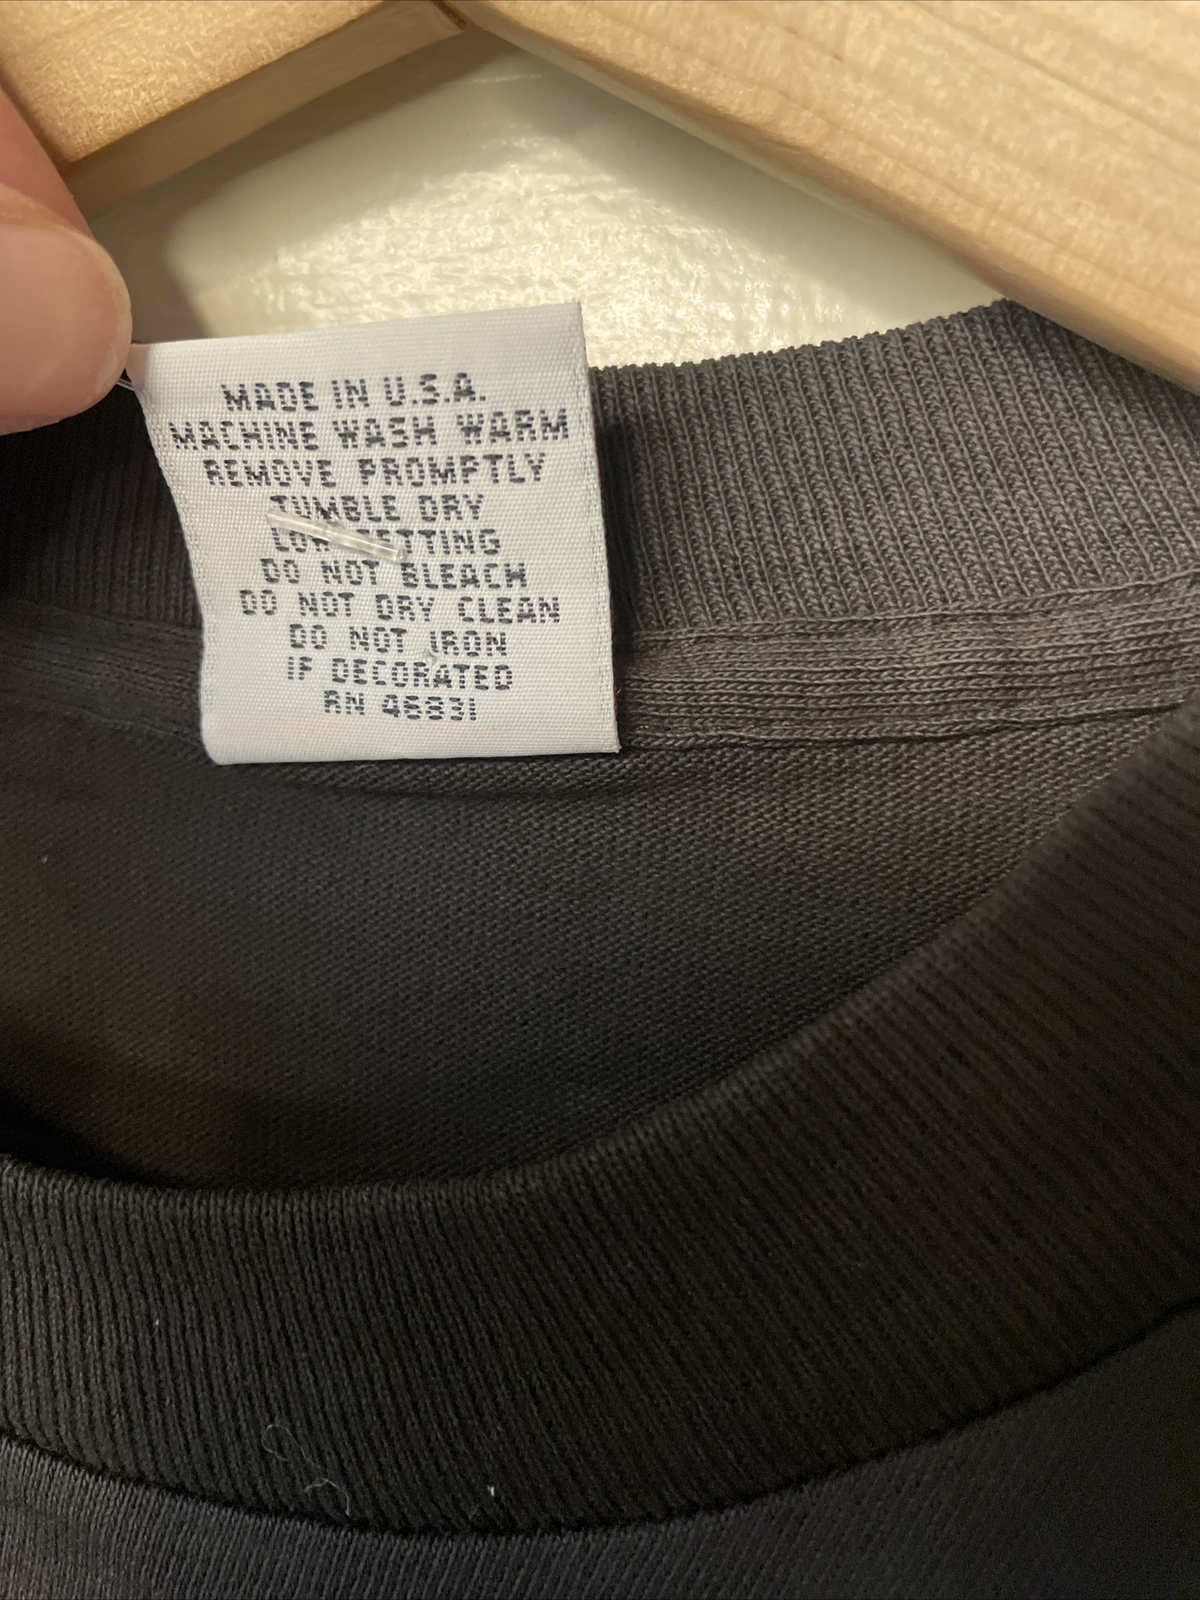 MADE IN U.S.A.
MACHINE WASH WARM
REMOVE PROMPTLY
TUMBLE DRY
LOW SETTING
DO NOT BLEACH
DO NOT DRY CLEAN
DO NOT IRON
IF DECORATED
RN 46831